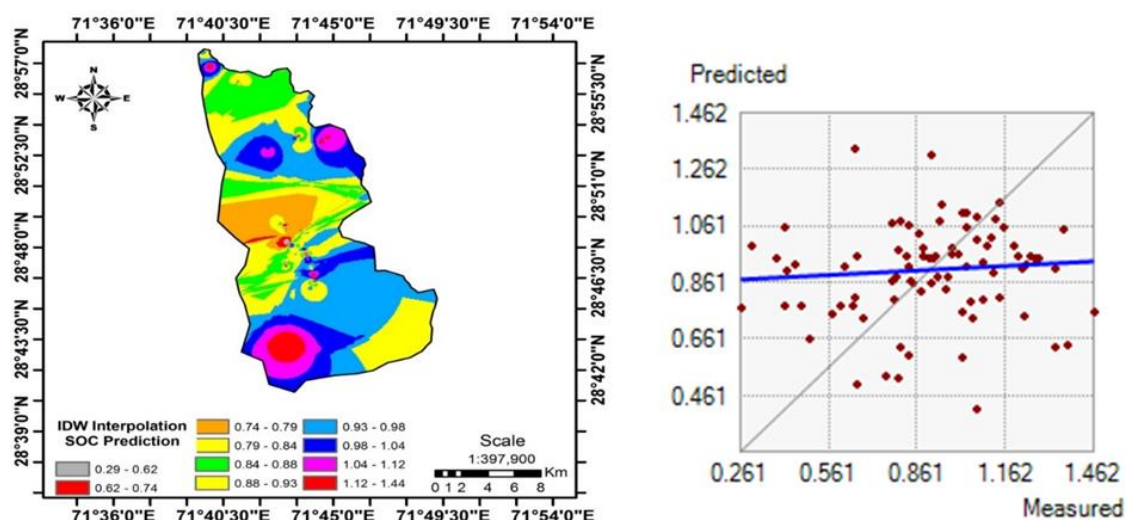 71°36'0"E 71°40'30"E 71°45'0"E 71°49'30"E 71°54'0"E
28°57'0"N
28°52'30"N
28°48'0"N
28°43'30"N
28°39'0"N
28°55'30"N
28°51'0"N
28°46'30"N
28°42'0"N
N
W E
S
IDW Interpolation
SOC Prediction
0.29 - 0.62
0.62 - 0.74
0.74 - 0.79
0.79 - 0.84
0.84 - 0.88
0.88 - 0.93
0.93 - 0.98
0.98 - 1.04
1.04 - 1.12
1.12 - 1.44
Scale
1:397,900
Km
0 1 2 4 6 8
71°36'0"E 71°40'30"E 71°45'0"E 71°49'30"E 71°54'0"E
Predicted
1.462
1.262
1.061
0.861
0.661
0.461
0.261 0.561 0.861 1.162 1.462
Measured